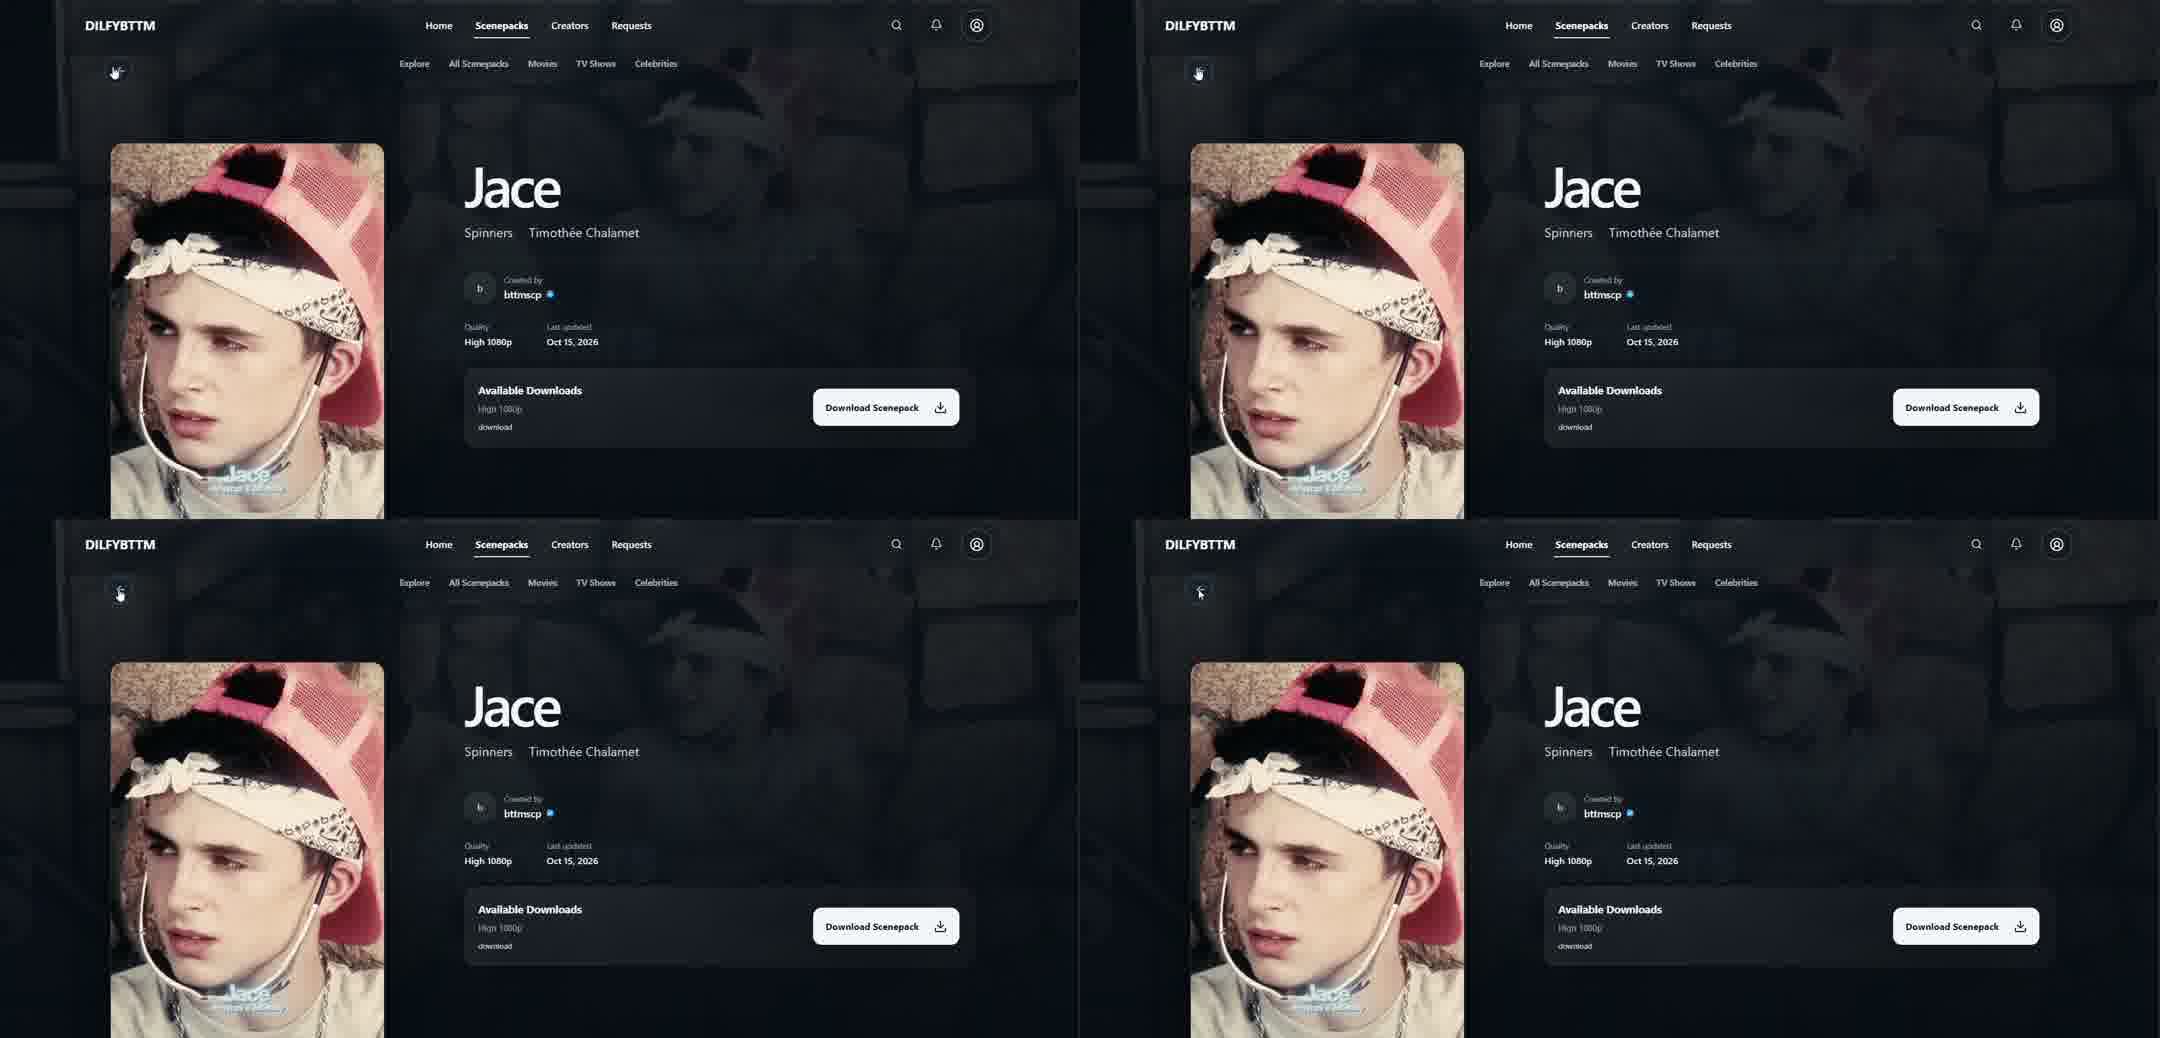 DILFYBTTM Home Scenepacks Creators Requests
Explore All Scenepacks Movies TV Shows Celebrities
Jace
Spinners Timothée Chalamet
b
Created by
bttmscp
Quality Last updated
High 1080p Oct 15, 2026
Available Downloads
High 1080p
download
Download Scenepack
Jace
DILFYBTTM Home Scenepacks Creators Requests
Explore All Scenepacks Movies TV Shows Celebrities
Jace
Spinners Timothée Chalamet
b
Created by
bttmscp
Quality Last updated
High 1080p Oct 15, 2026
Available Downloads
High 1080p
download
Download Scenepack
Jace
DILFYBTTM Home Scenepacks Creators Requests
Explore All Scenepacks Movies TV Shows Celebrities
Jace
Spinners Timothée Chalamet
b
Created by
bttmscp
Quality Last updated
High 1080p Oct 15, 2026
Available Downloads
High 1080p
download
Download Scenepack
Jace
DILFYBTTM Home Scenepacks Creators Requests
Explore All Scenepacks Movies TV Shows Celebrities
Jace
Spinners Timothée Chalamet
b
Created by
bttmscp
Quality Last updated
High 1080p Oct 15, 2026
Available Downloads
High 1080p
download
Download Scenepack
Jace